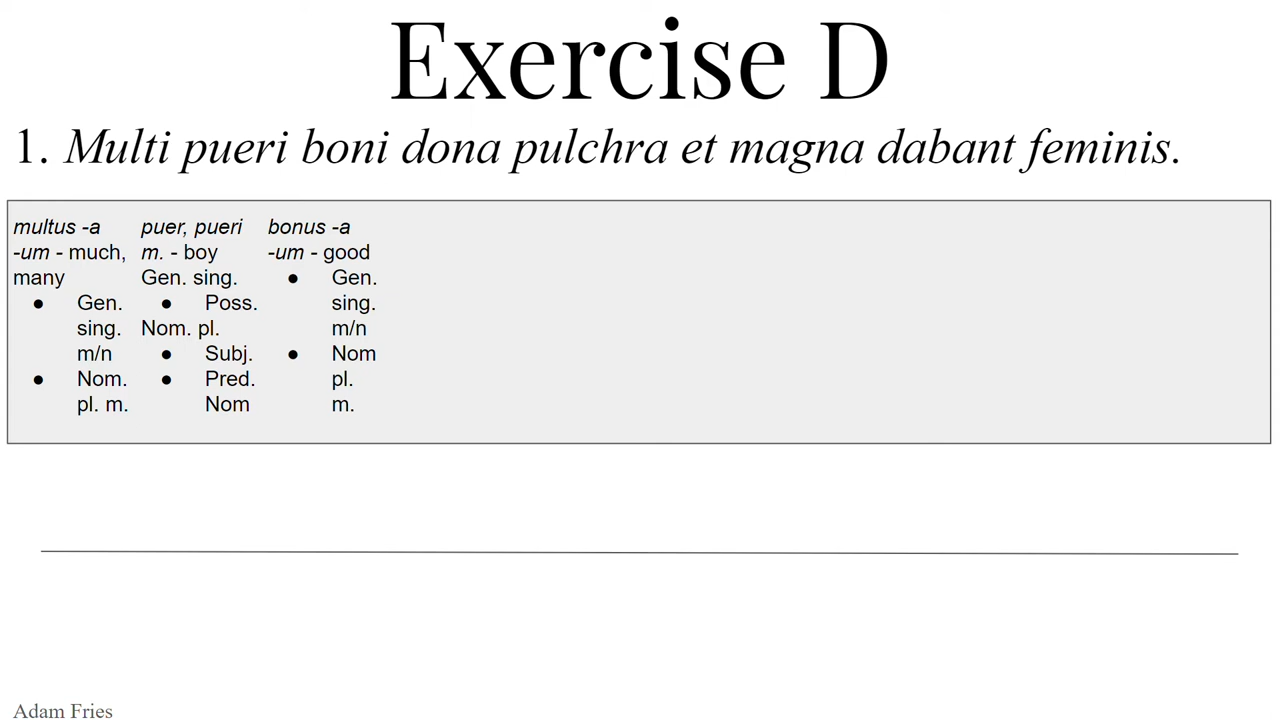 Exercise D
1. Multi pueri boni dona pulchra et magna dabant feminis.
multus -a
-um - much,
many
● Gen.
sing.
m/n
● Nom.
pl. m.
puer, pueri
m. - boy
Gen. sing.
● Poss.
Nom. pl.
● Subj.
● Pred.
Nom
bonus -a
-um - good
● Gen.
sing.
m/n
● Nom
pl.
m.
Adam Fries